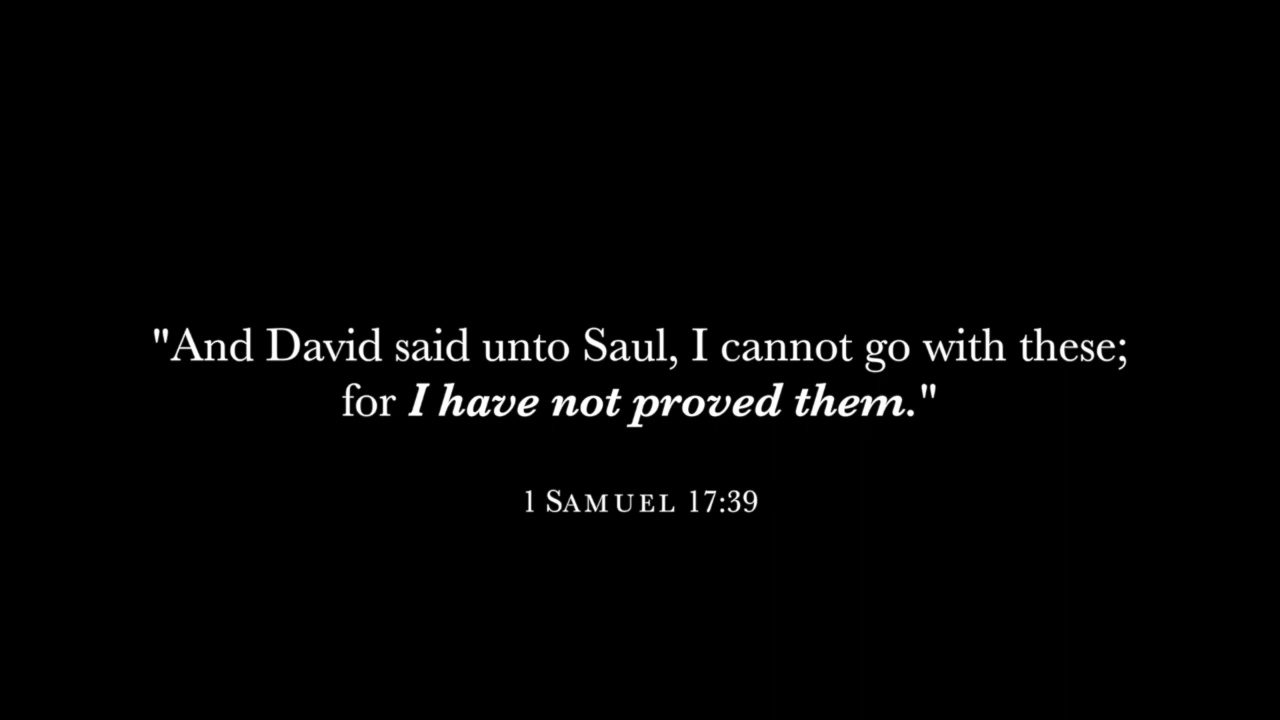 "And David said unto Saul, I cannot go with these;
for I have not proved them."
1 SAMUEL 17:39